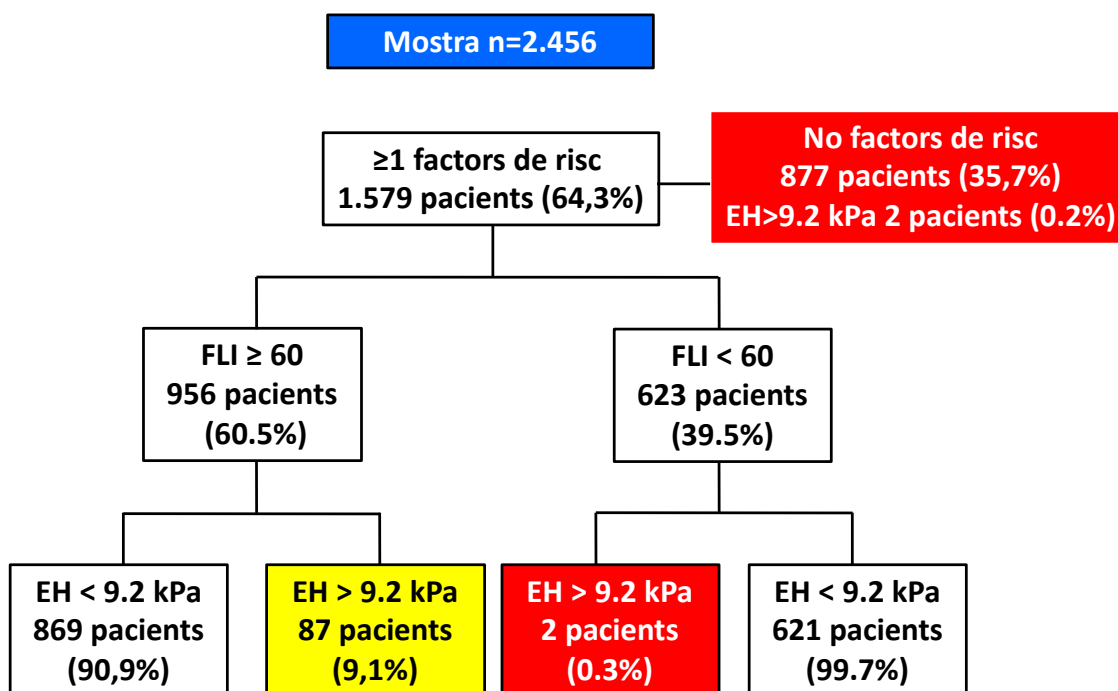 Mostra n=2.456
≥1 factors de risc
1.579 pacients (64,3%)
No factors de risc
877 pacients (35,7%)
EH>9.2 kPa 2 pacients (0.2%)
FLI ≥ 60
956 pacients
(60.5%)
FLI < 60
623 pacients
(39.5%)
EH < 9.2 kPa
869 pacients
(90,9%)
EH > 9.2 kPa
87 pacients
(9,1%)
EH > 9.2 kPa
2 pacients
(0.3%)
EH < 9.2 kPa
621 pacients
(99.7%)